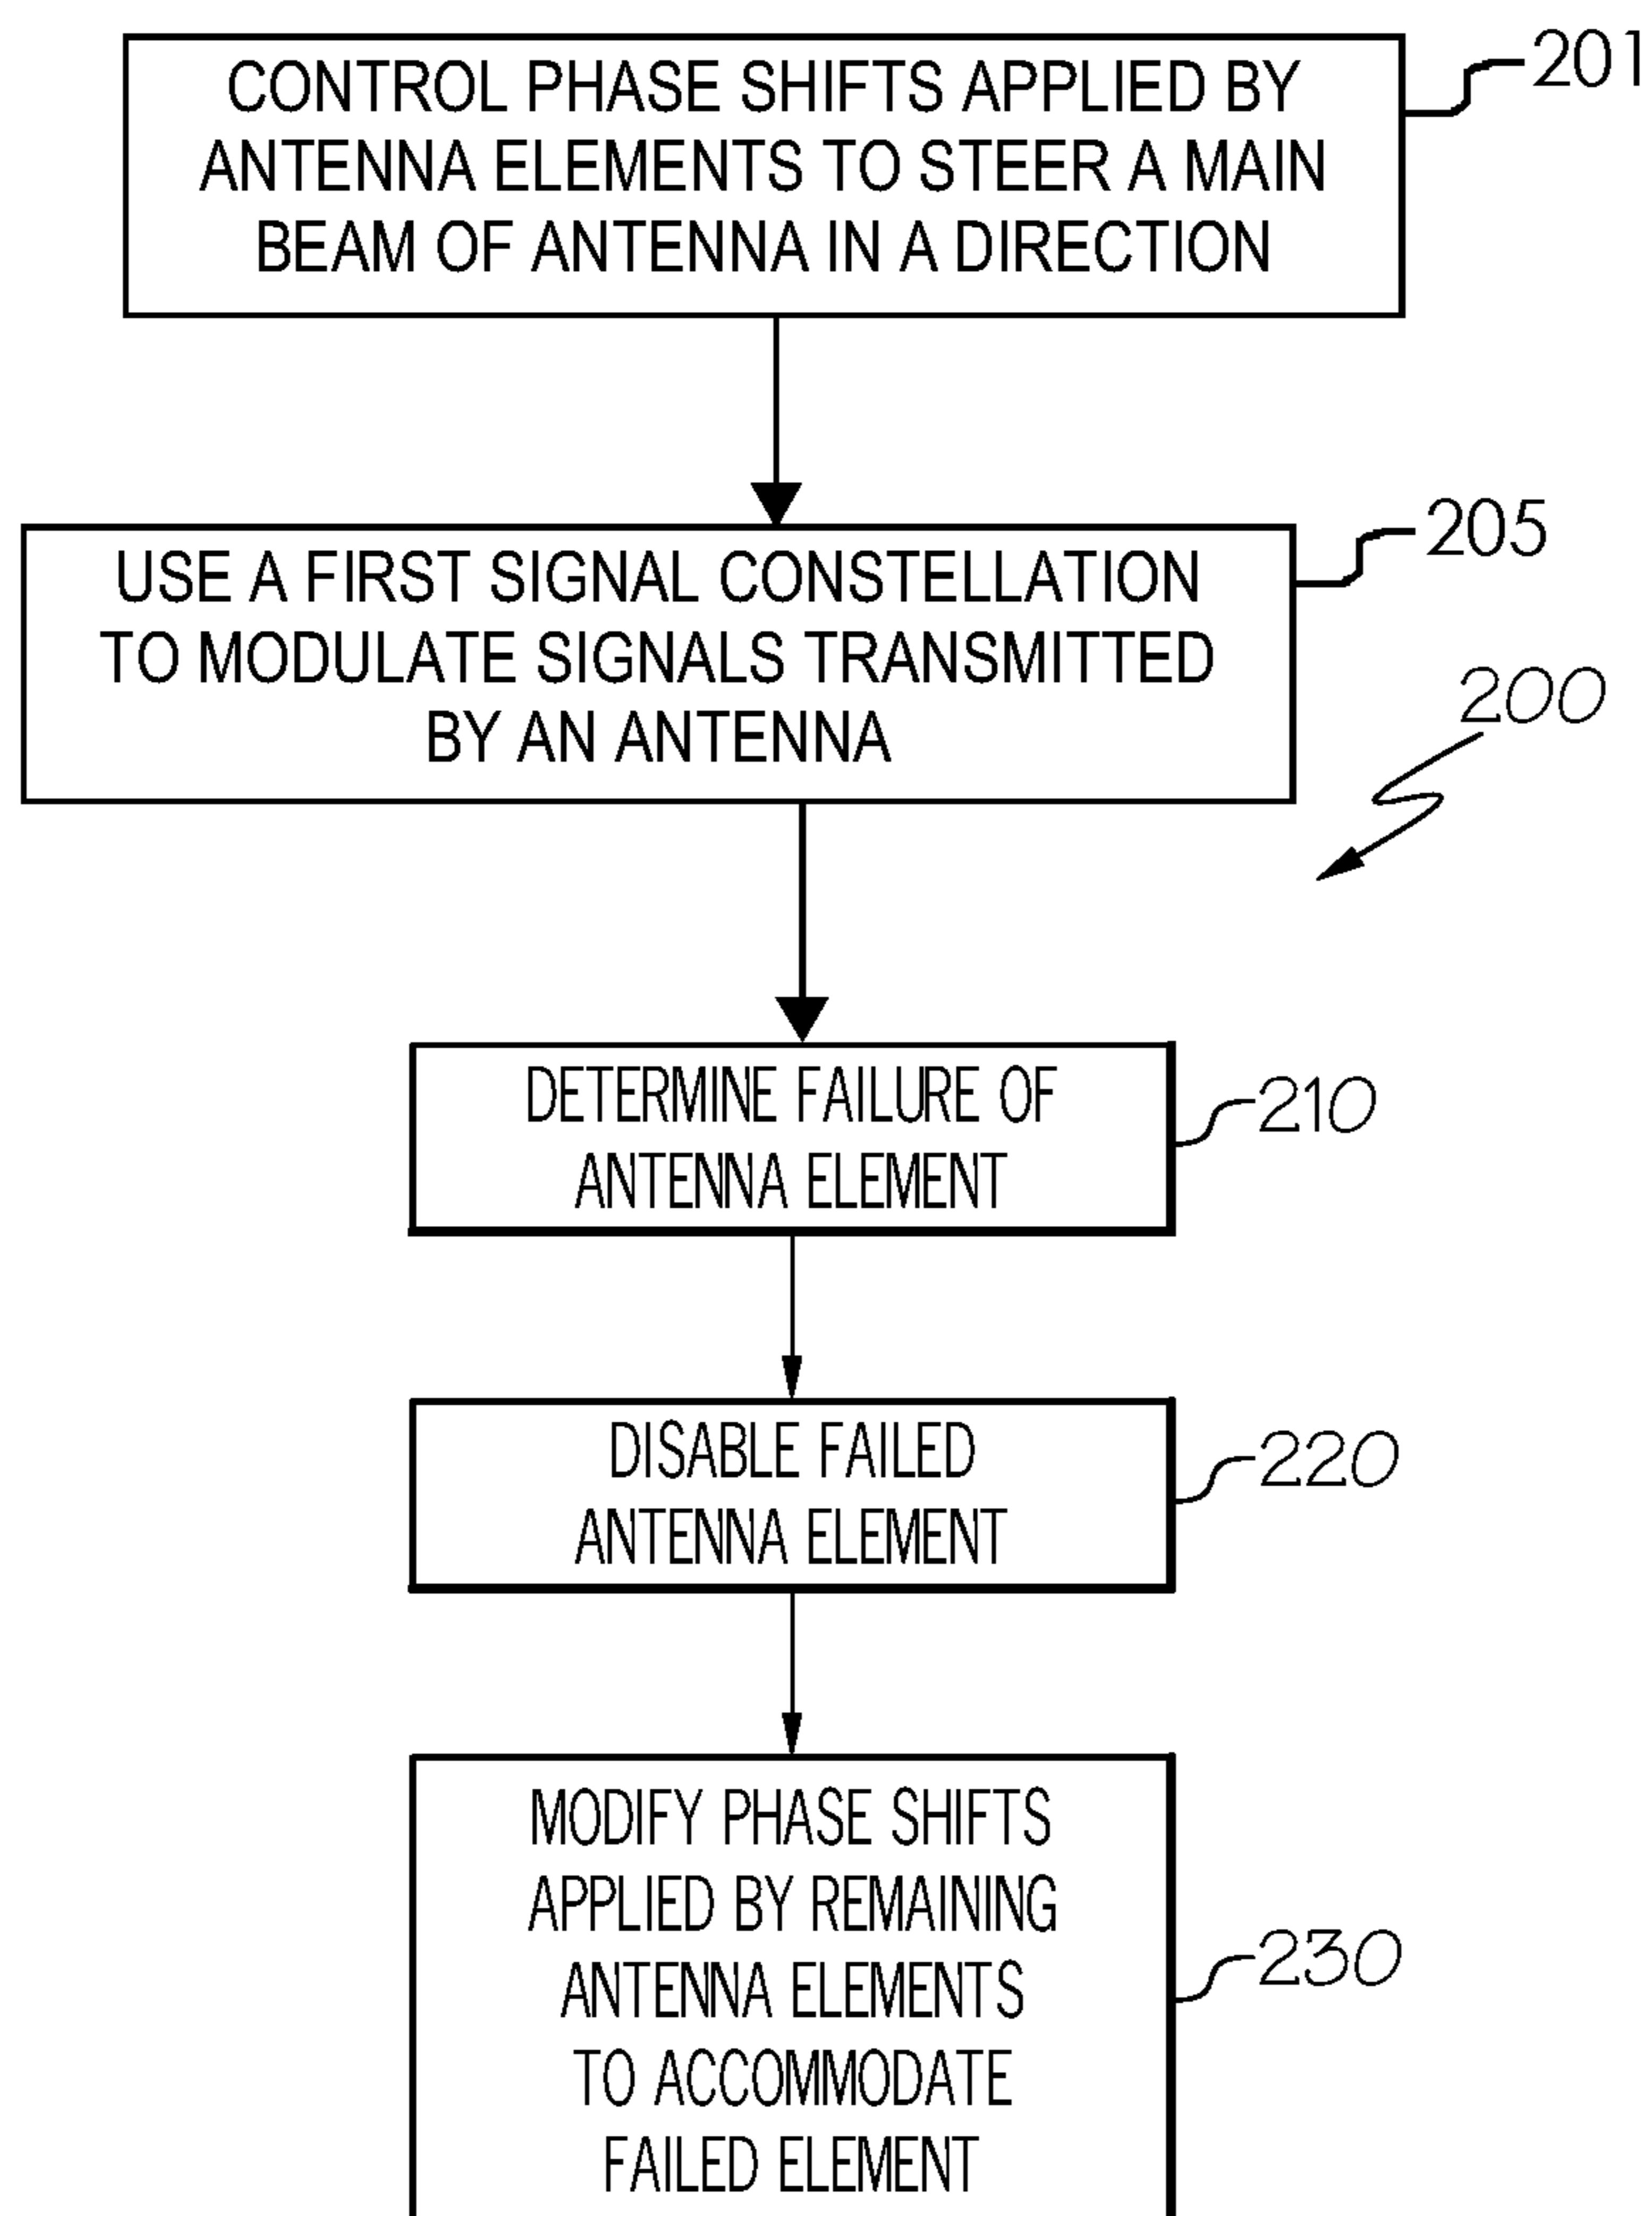 CONTROL PHASE SHIFTS APPLIED BY
ANTENNA ELEMENTS TO STEER A MAIN
BEAM OF ANTENNA IN A DIRECTION
201
USE A FIRST SIGNAL CONSTELLATION
TO MODULATE SIGNALS TRANSMITTED
BY AN ANTENNA
205
200
DETERMINE FAILURE OF
ANTENNA ELEMENT
210
DISABLE FAILED
ANTENNA ELEMENT
220
MODIFY PHASE SHIFTS
APPLIED BY REMAINING
ANTENNA ELEMENTS
TO ACCOMMODATE
FAILED ELEMENT
230